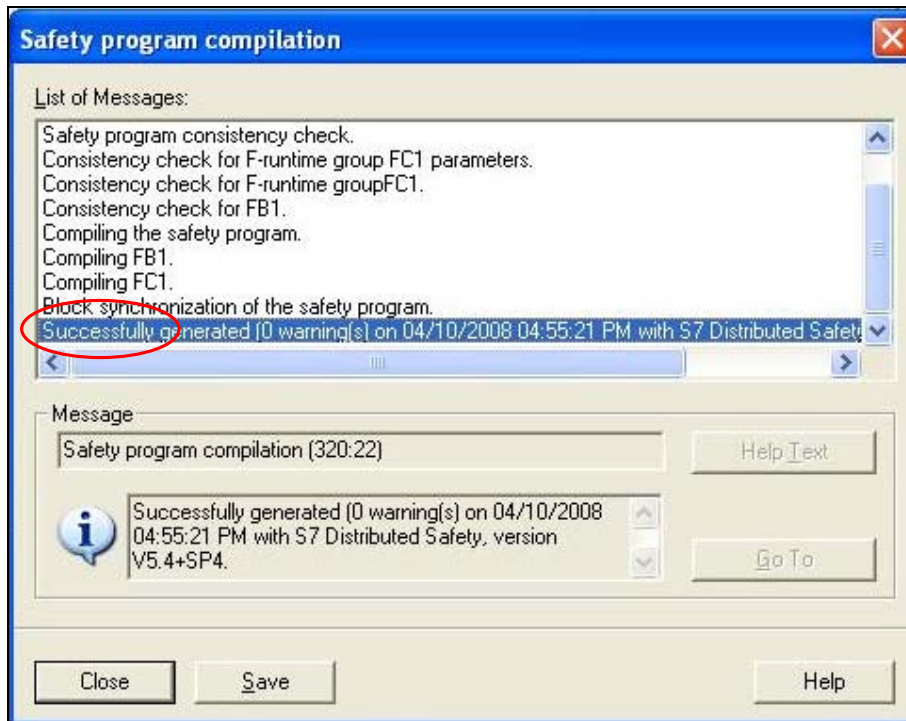 Safety program compilation
List of Messages:
Safety program consistency check.
Consistency check for F-runtime group FC1 parameters.
Consistency check for F-runtime groupFC1.
Consistency check for FB1.
Compiling the safety program.
Compiling FB1.
Compiling FC1.
Block synchronization of the safety program.
Successfully generated (0 warning(s) on 04/10/2008 04:55:21 PM with S7 Distributed Safet
Message
Safety program compilation (320:22)
Help Text
Successfully generated (0 warning(s) on 04/10/2008
04:55:21 PM with S7 Distributed Safety, version
V5.4+SP4.
Go To
Close
Save
Help